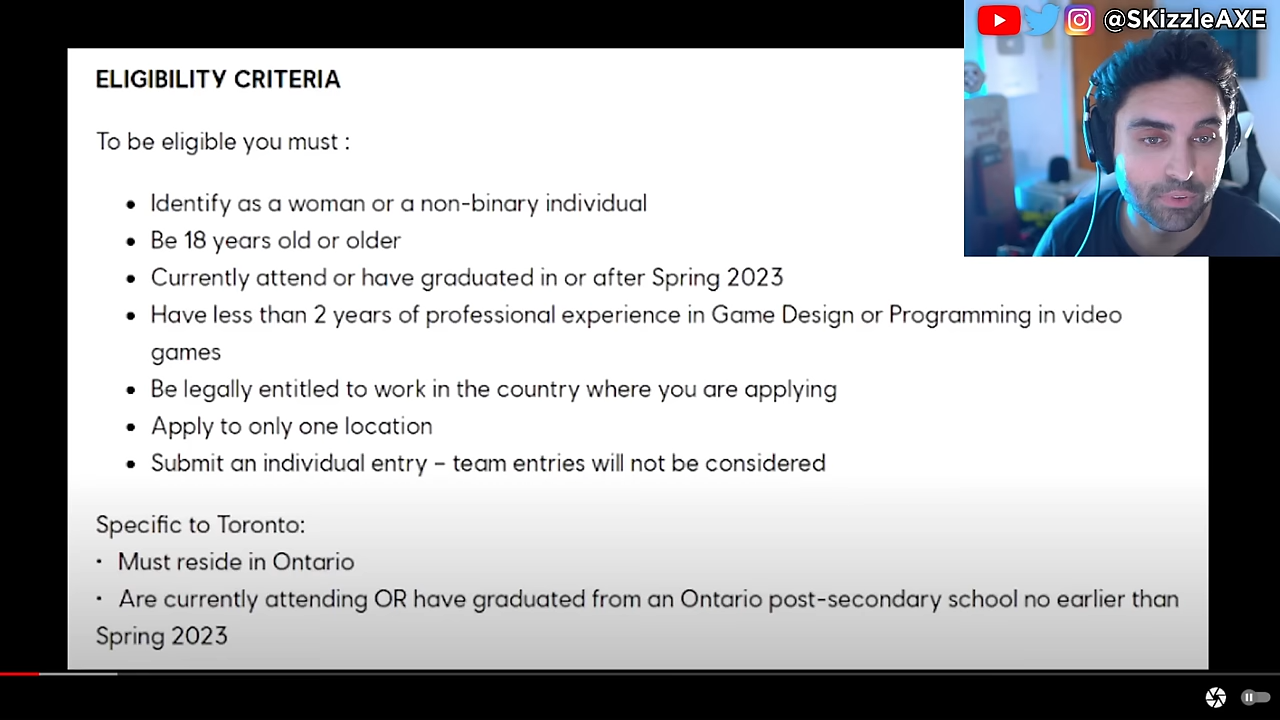 @SKizzleAXE
ELIGIBILITY CRITERIA
To be eligible you must :
• Identify as a woman or a non-binary individual
• Be 18 years old or older
• Currently attend or have graduated in or after Spring 2023
• Have less than 2 years of professional experience in Game Design or Programming in video
games
• Be legally entitled to work in the country where you are applying
• Apply to only one location
• Submit an individual entry – team entries will not be considered
Specific to Toronto:
· Must reside in Ontario
· Are currently attending OR have graduated from an Ontario post-secondary school no earlier than
Spring 2023